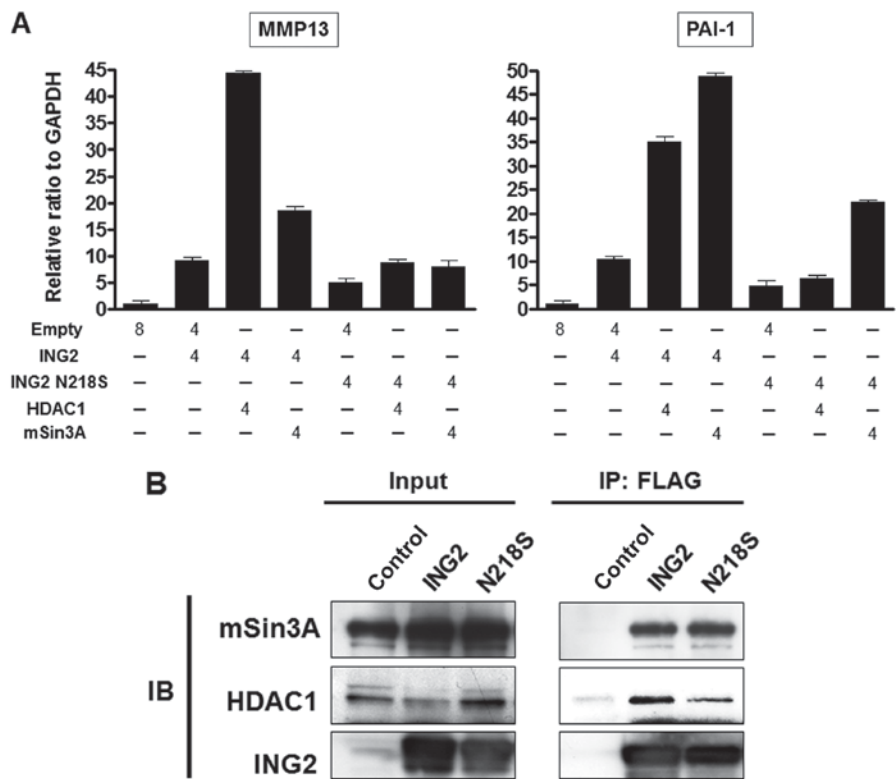 A
MMP13
PAI-1
Relative ratio to GAPDH
45
40
35
30
25
20
15
10
5
0
50
45
40
35
30
25
20
15
10
5
0
Empty 8 4 – – 4 – – 8 4 – – 4 – –
ING2 – 4 4 4 – – – – 4 4 4 – – –
ING2 N218S – – – – 4 4 4 – – – – 4 4 4
HDAC1 – – 4 – – 4 – – – 4 – – 4 –
mSin3A – – – 4 – – 4 – – – 4 – – 4
B
Input
IP: FLAG
Control ING2 N218S
Control ING2 N218S
IB
mSin3A
HDAC1
ING2